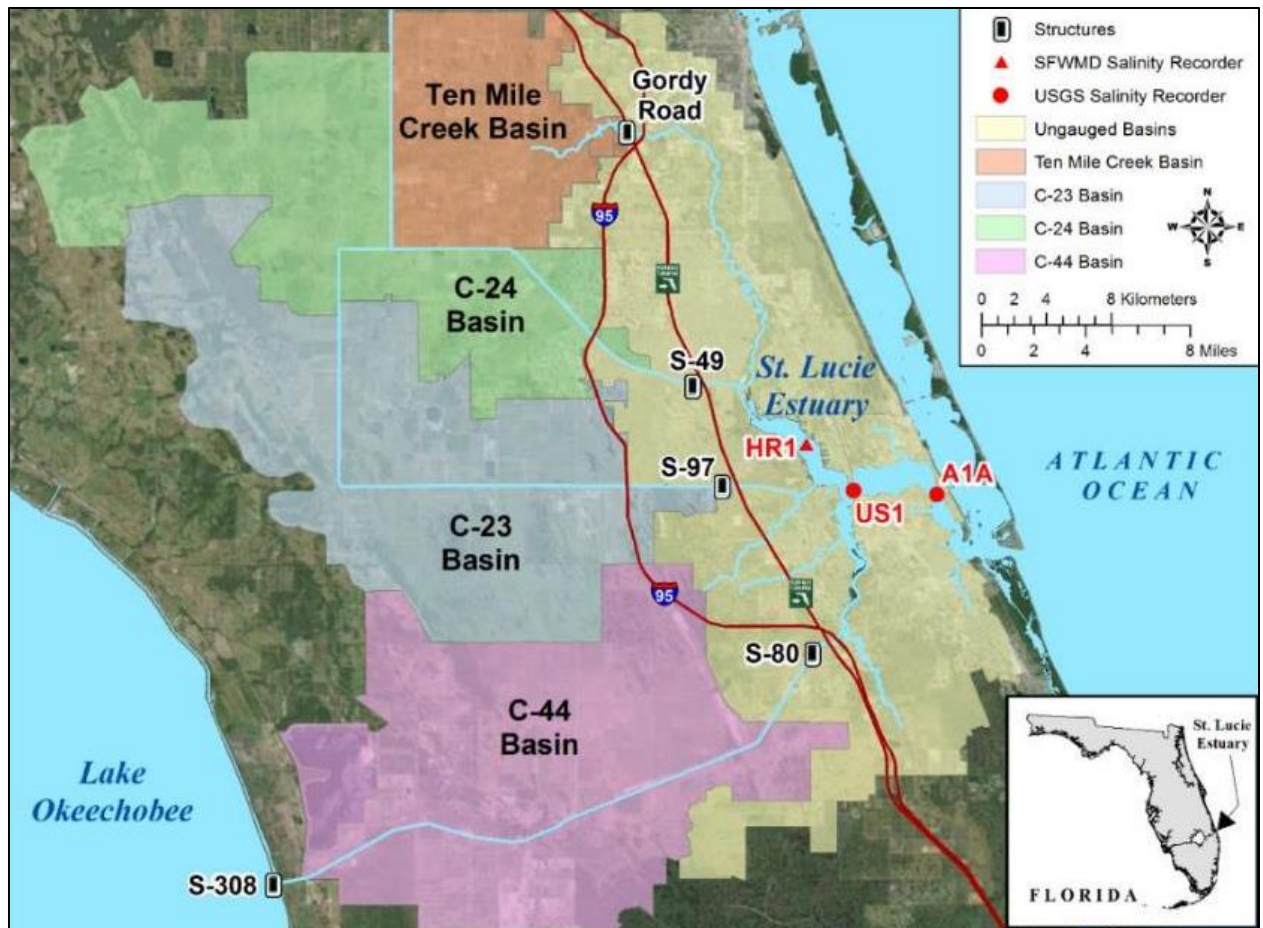 Ten Mile
Creek Basin
Gordy
Road
95
C-24
Basin
S-49
St. Lucie
Estuary
HR1
S-97
A1A
US1
ATLANTIC
OCEAN
C-23
Basin
95
S-80
C-44
Basin
Lake
Okeechobee
S-308
Structures
SFWMD Salinity Recorder
USGS Salinity Recorder
Ungauged Basins
Ten Mile Creek Basin
C-23 Basin
C-24 Basin
C-44 Basin
N
W E
S
0 2 4 8 Kilometers
0 2 4 8 Miles
St. Lucie
Estuary
FLORIDA